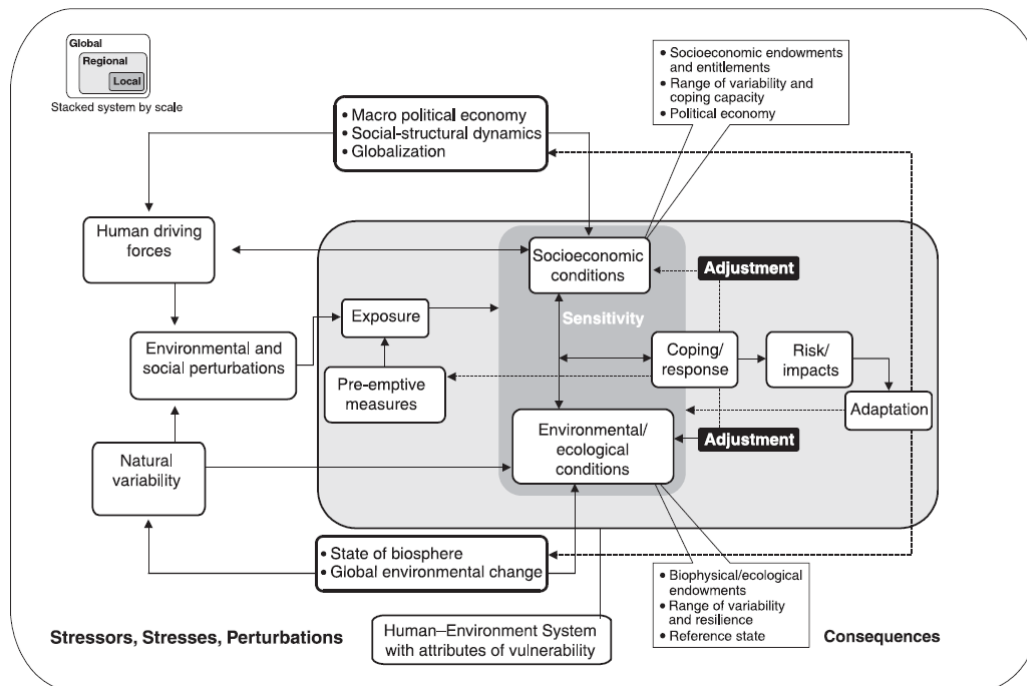 Global
Regional
Local
Stacked system by scale
• Socioeconomic endowments
and entitlements
• Range of variability and
coping capacity
• Political economy
• Macro political economy
• Social-structural dynamics
• Globalization
Human driving
forces
Socioeconomic
conditions
Adjustment
Exposure
Sensitivity
Environmental and
social perturbations
Coping/
response
Risk/
impacts
Pre-emptive
measures
Adaptation
Environmental/
ecological
conditions
Adjustment
Natural
variability
• State of biosphere
• Global environmental change
• Biophysical/ecological
endowments
• Range of variability
and resilience
• Reference state
Stressors, Stresses, Perturbations
Human–Environment System
with attributes of vulnerability
Consequences